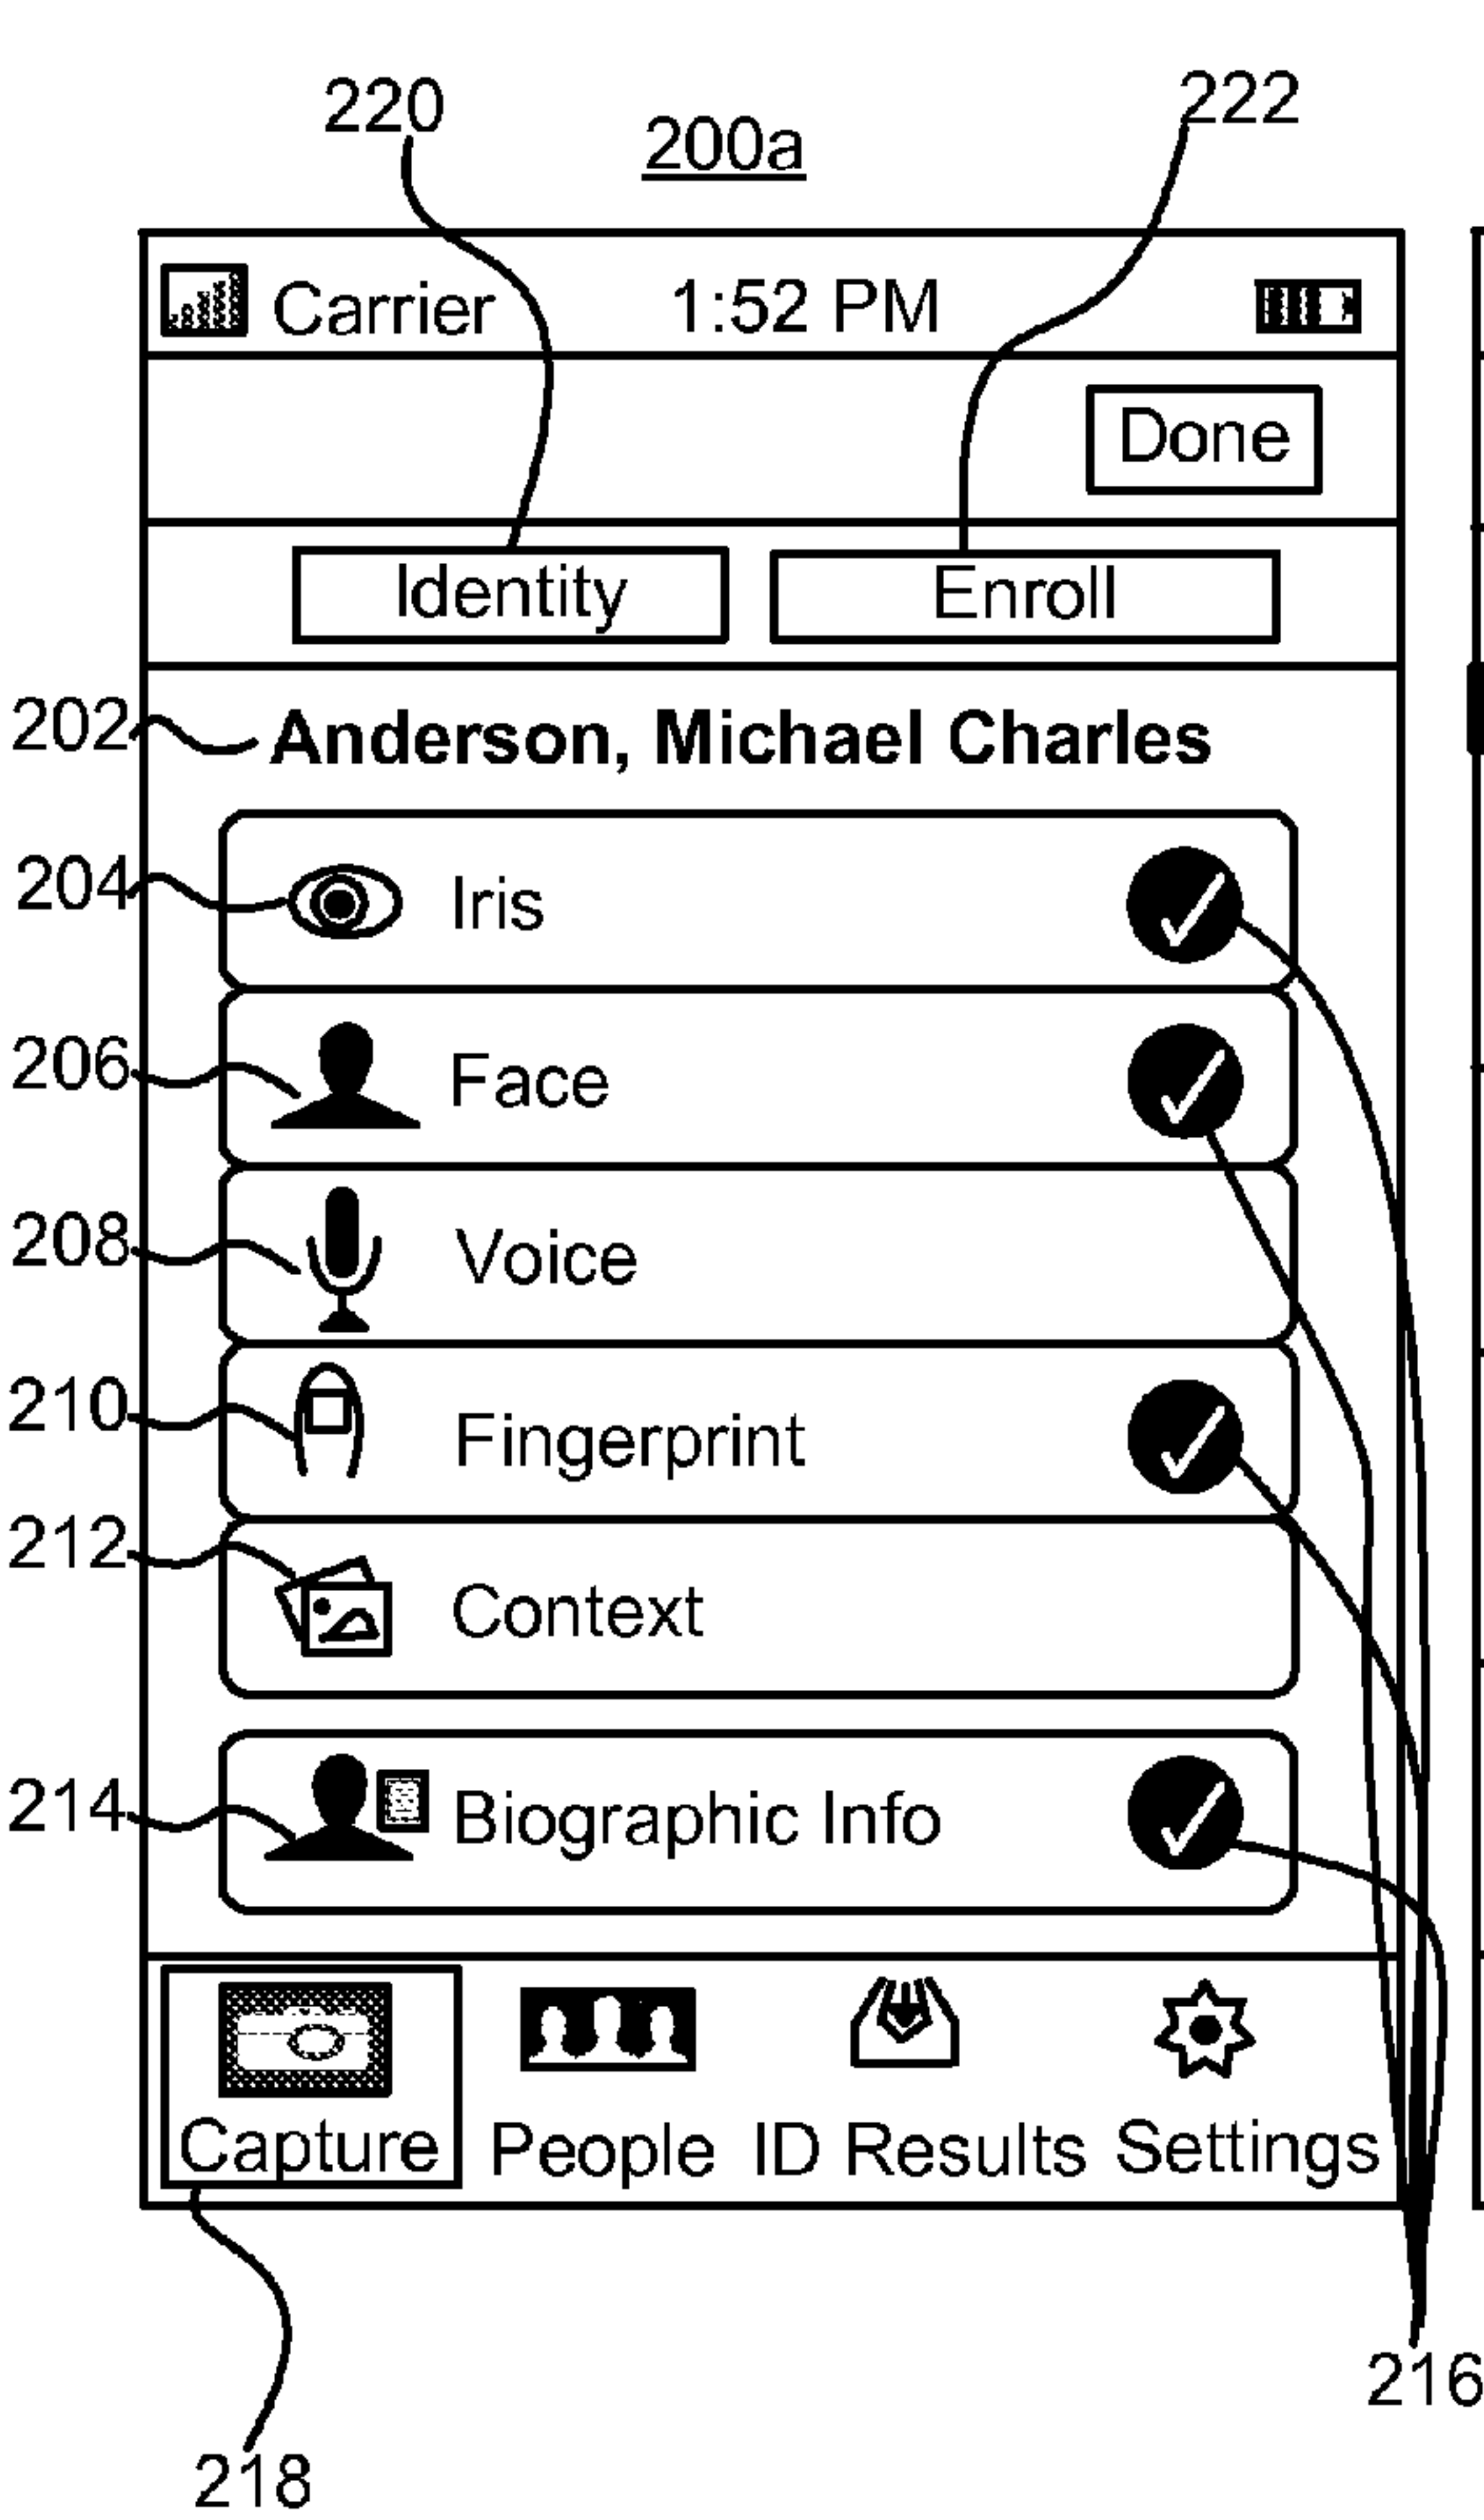 220
200a
222
Carrier 1:52 PM
Done
Identity Enroll
202 Anderson, Michael Charles
204 Iris
206 Face
208 Voice
210 Fingerprint
212 Context
214 Biographic Info
Capture People ID Results Settings
216
218